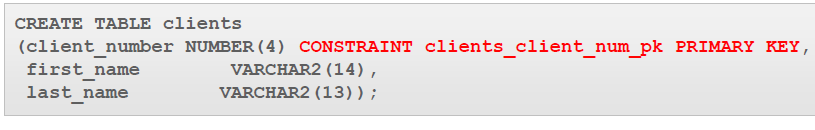 CREATE TABLE clients
(client_number NUMBER(4) CONSTRAINT clients_client_num_pk PRIMARY KEY,
first_name VARCHAR2(14),
last_name VARCHAR2(13));